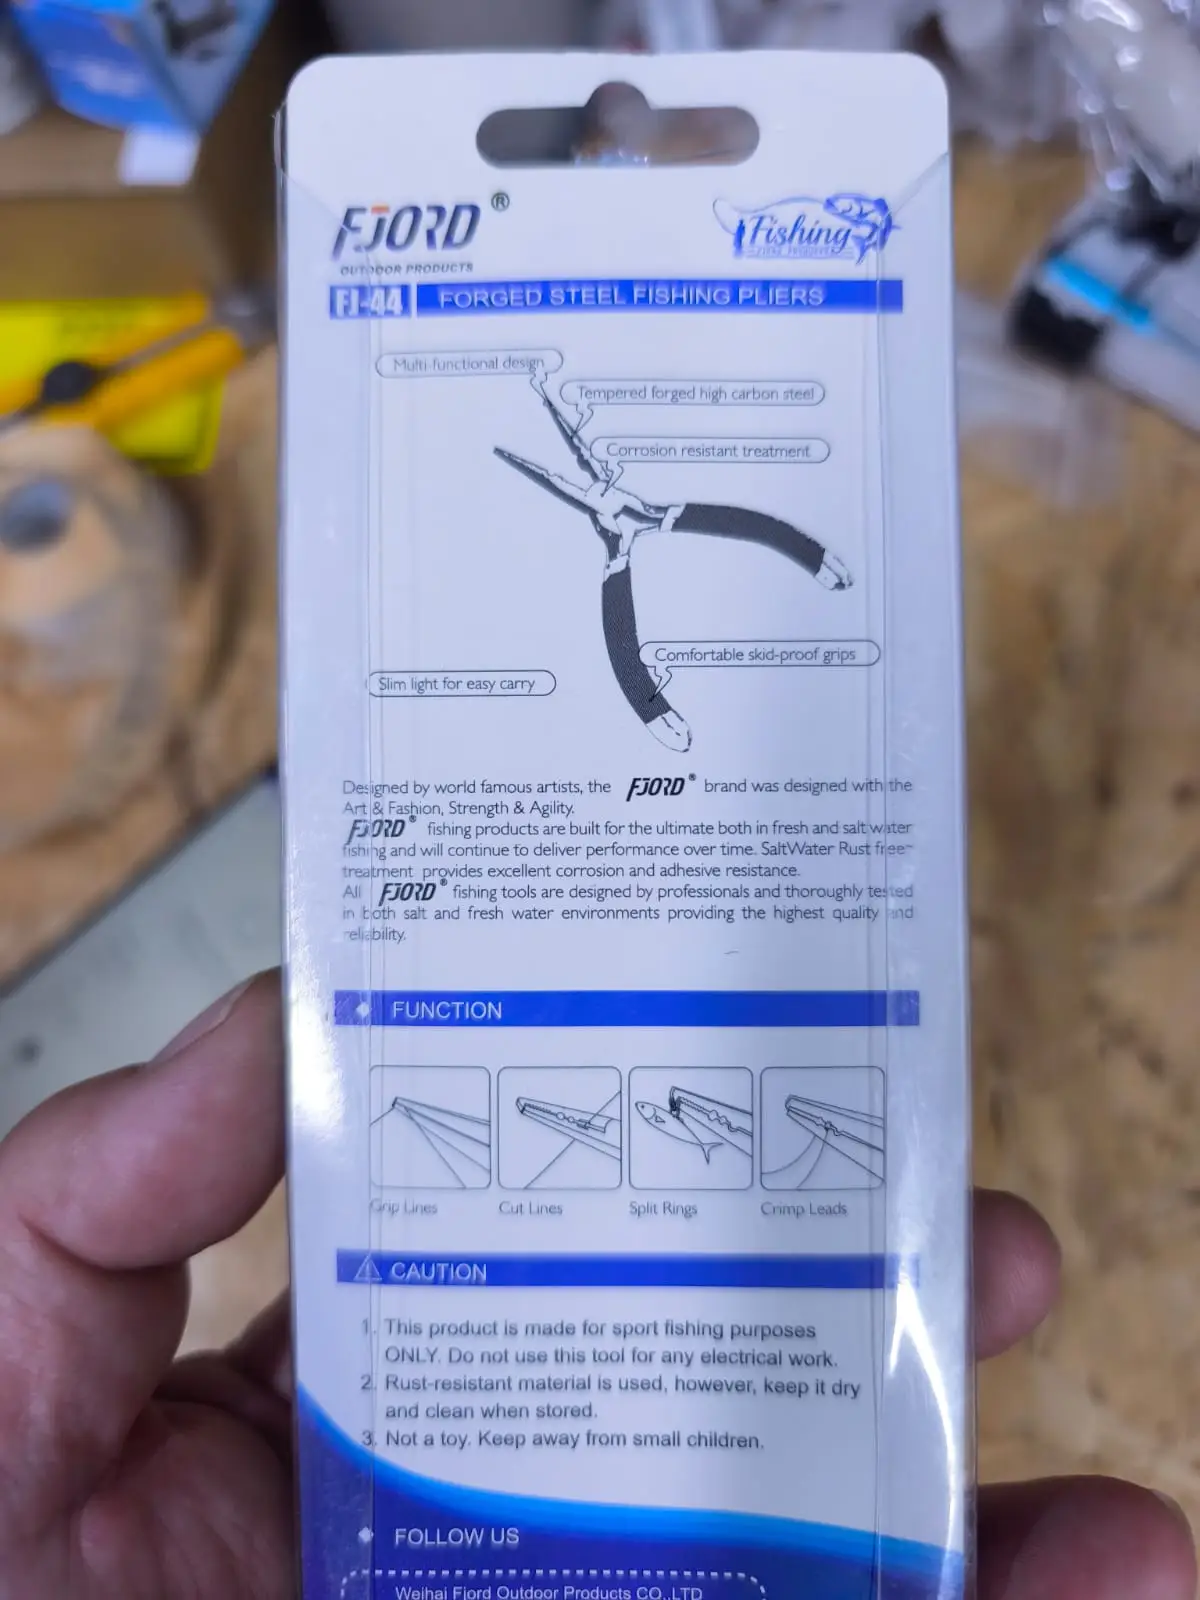 FJORD®
OUTDOOR PRODUCTS
Fishing
FJ-44
FORGED STEEL FISHING PLIERS
Multi-functional design
Tempered forged high carbon steel
Corrosion resistant treatment
Comfortable skid-proof grips
Slim light for easy carry
Designed by world famous artists, the FJORD® brand was designed with the
Art & Fashion, Strength & Agility.
FJORD® fishing products are built for the ultimate both in fresh and salt water
fishing and will continue to deliver performance over time. SaltWater Rust free
treatment provides excellent corrosion and adhesive resistance.
All FJORD® fishing tools are designed by professionals and thoroughly tested
in both salt and fresh water environments providing the highest quality and
reliability.
FUNCTION
Grip Lines
Cut Lines
Split Rings
Crimp Leads
CAUTION
1. This product is made for sport fishing purposes
ONLY. Do not use this tool for any electrical work.
2. Rust-resistant material is used, however, keep it dry
and clean when stored.
3. Not a toy. Keep away from small children.
FOLLOW US
Weihai Fjord Outdoor Products CO.,LTD